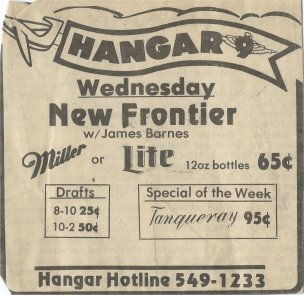 HANGAR 9
Wednesday
New Frontier
w/James Barnes
Miller or Lite 12oz bottles 65¢
Drafts
8-10 25¢
10-2 50¢
Special of the Week
Tanqueray 95¢
Hangar Hotline 549-1233